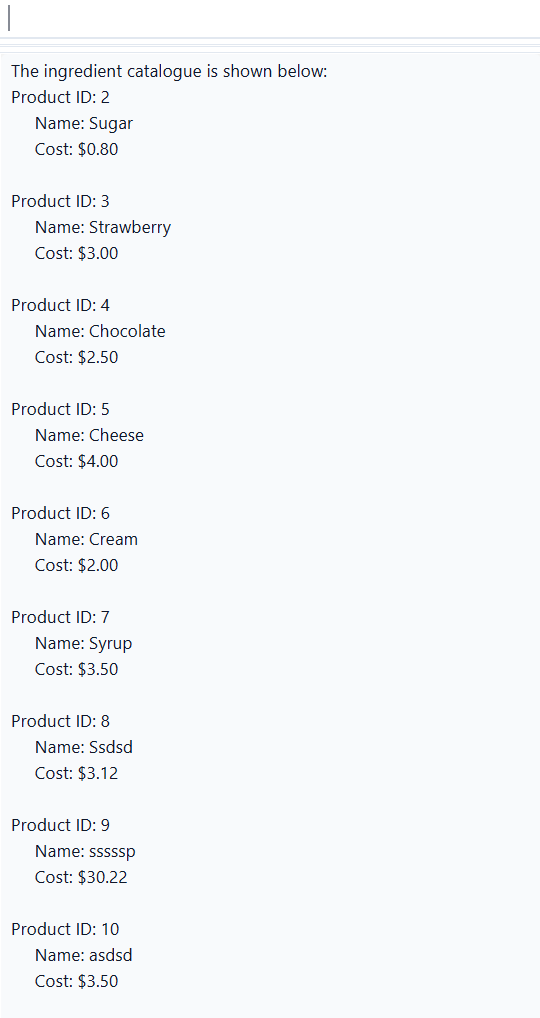 The ingredient catalogue is shown below:
Product ID: 2
Name: Sugar
Cost: $0.80
Product ID: 3
Name: Strawberry
Cost: $3.00
Product ID: 4
Name: Chocolate
Cost: $2.50
Product ID: 5
Name: Cheese
Cost: $4.00
Product ID: 6
Name: Cream
Cost: $2.00
Product ID: 7
Name: Syrup
Cost: $3.50
Product ID: 8
Name: Ssdsd
Cost: $3.12
Product ID: 9
Name: sssssp
Cost: $30.22
Product ID: 10
Name: asdsd
Cost: $3.50